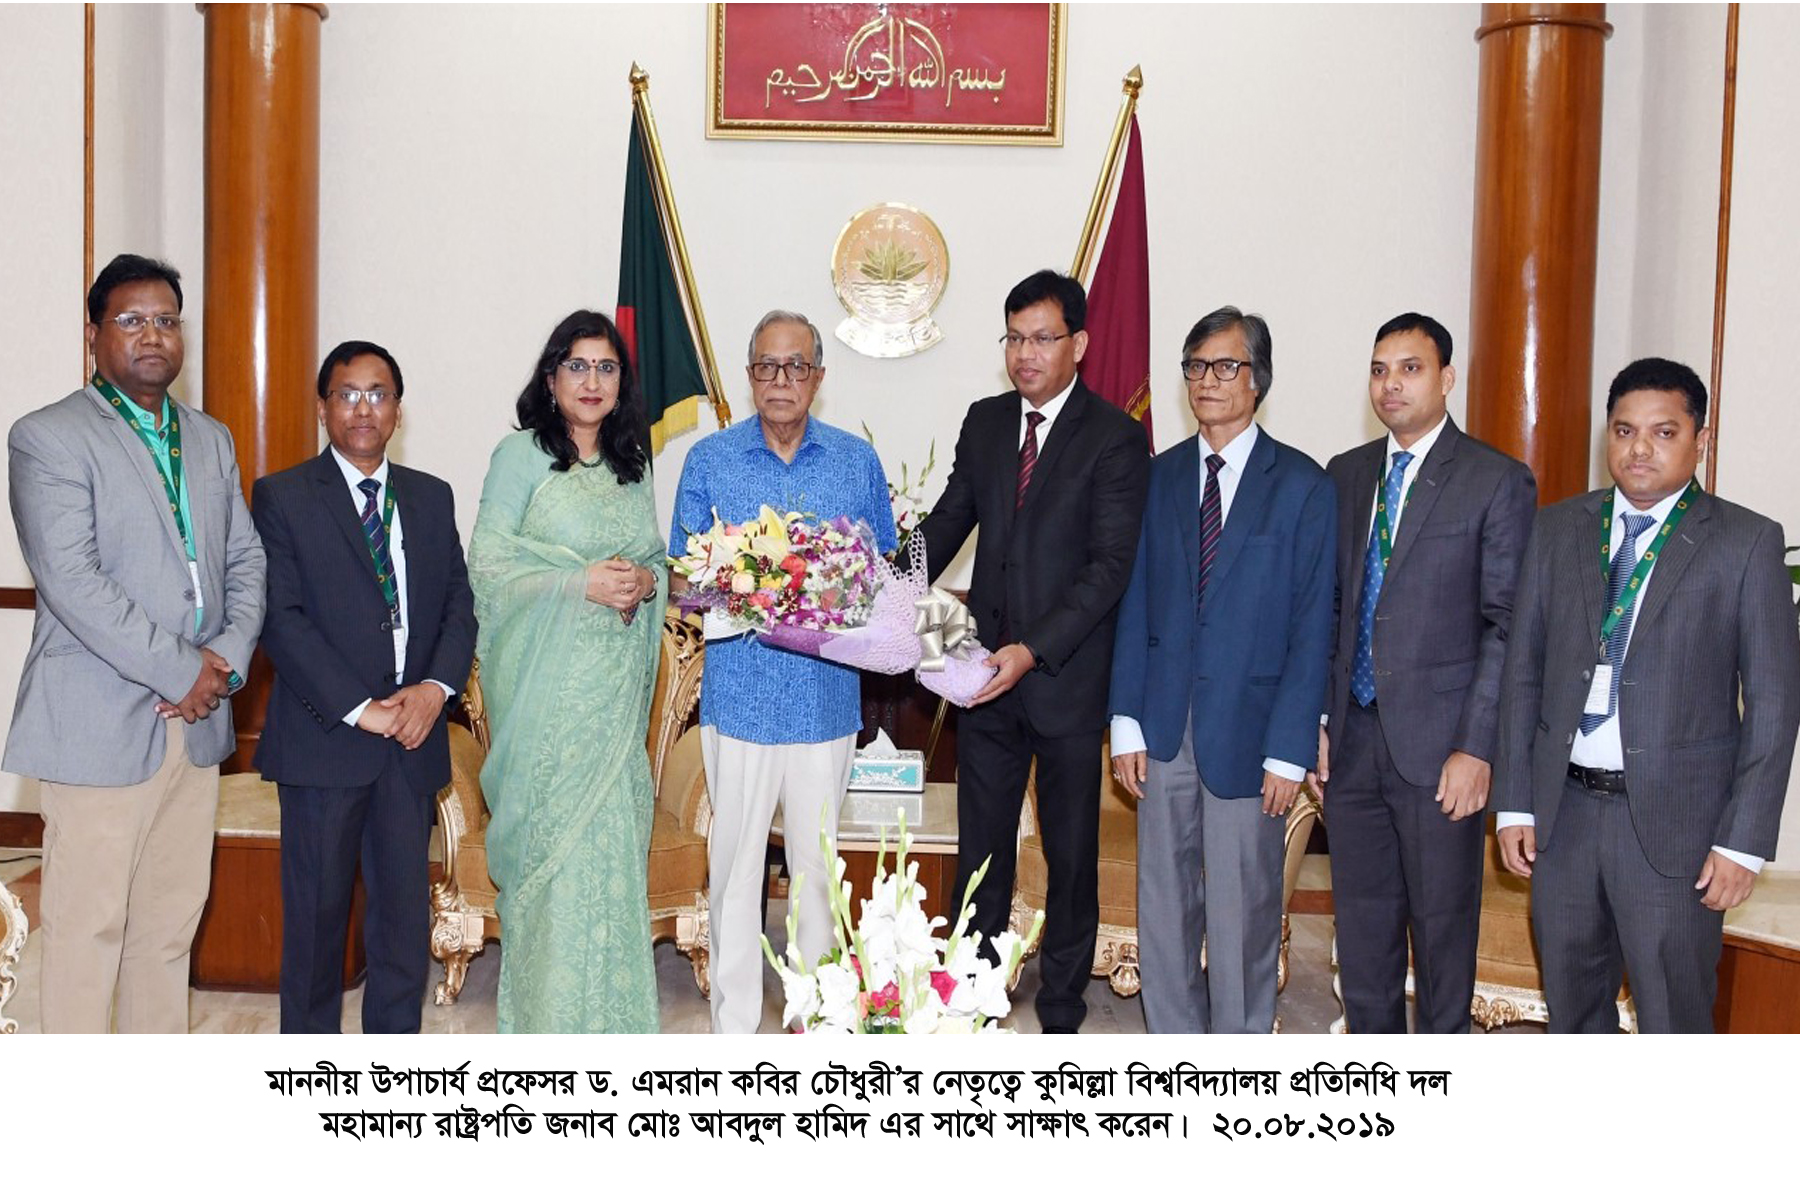 بسم الله الرحمن الرحيم
মাননীয় উপাচার্য প্রফেসর ড. এমরান কবির চৌধুরী’র নেতৃত্বে কুমিল্লা বিশ্ববিদ্যালয় প্রতিনিধি দল
মহামান্য রাষ্ট্রপতি জনাব মোঃ আবদুল হামিদ এর সাথে সাক্ষাৎ করেন। ২০.০৮.২০১৯